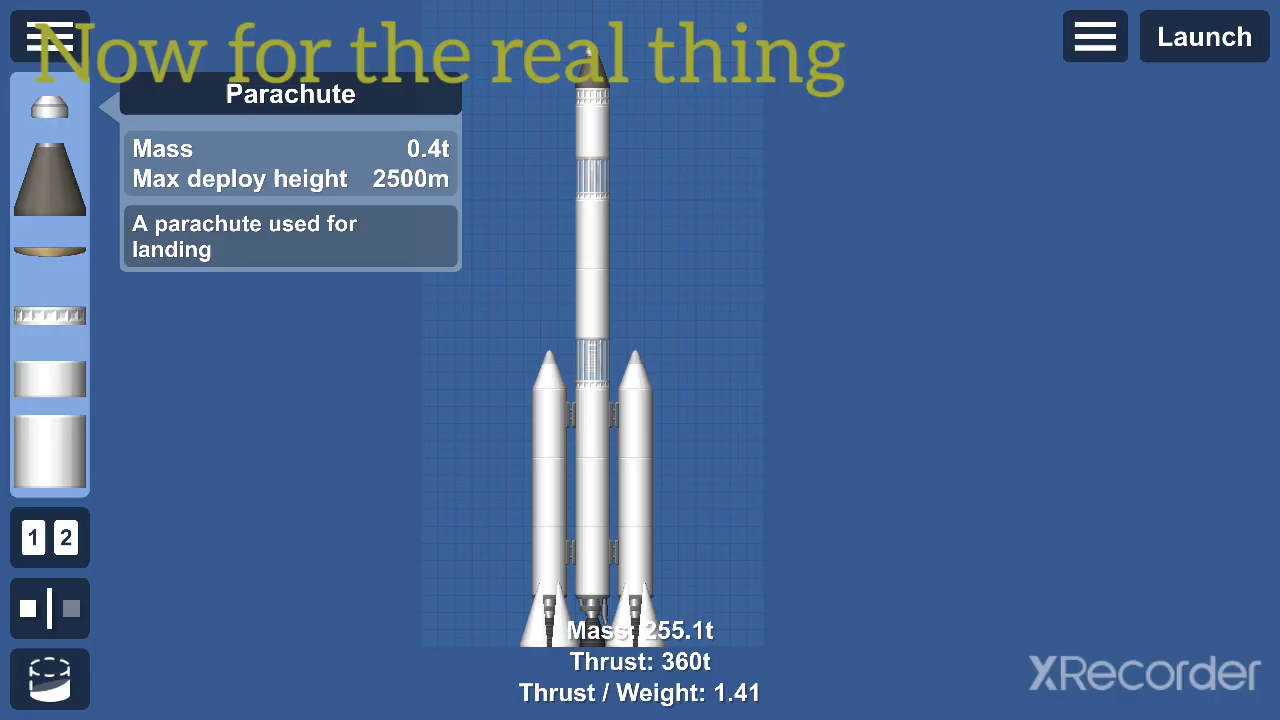 Now for the real thing
Launch
Parachute
Mass 0.4t
Max deploy height 2500m
A parachute used for
landing
1 2
Mass: 255.1t
Thrust: 360t
Thrust / Weight: 1.41
XRecorder